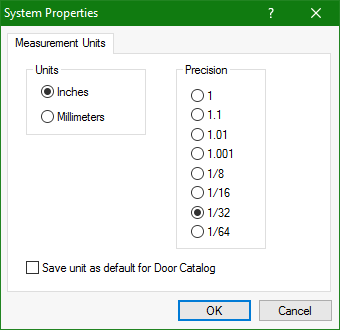 System Properties
?
Measurement Units
Units
Inches
Millimeters
Precision
1
1.1
1.01
1.001
1/8
1/16
1/32
1/64
Save unit as default for Door Catalog
OK
Cancel